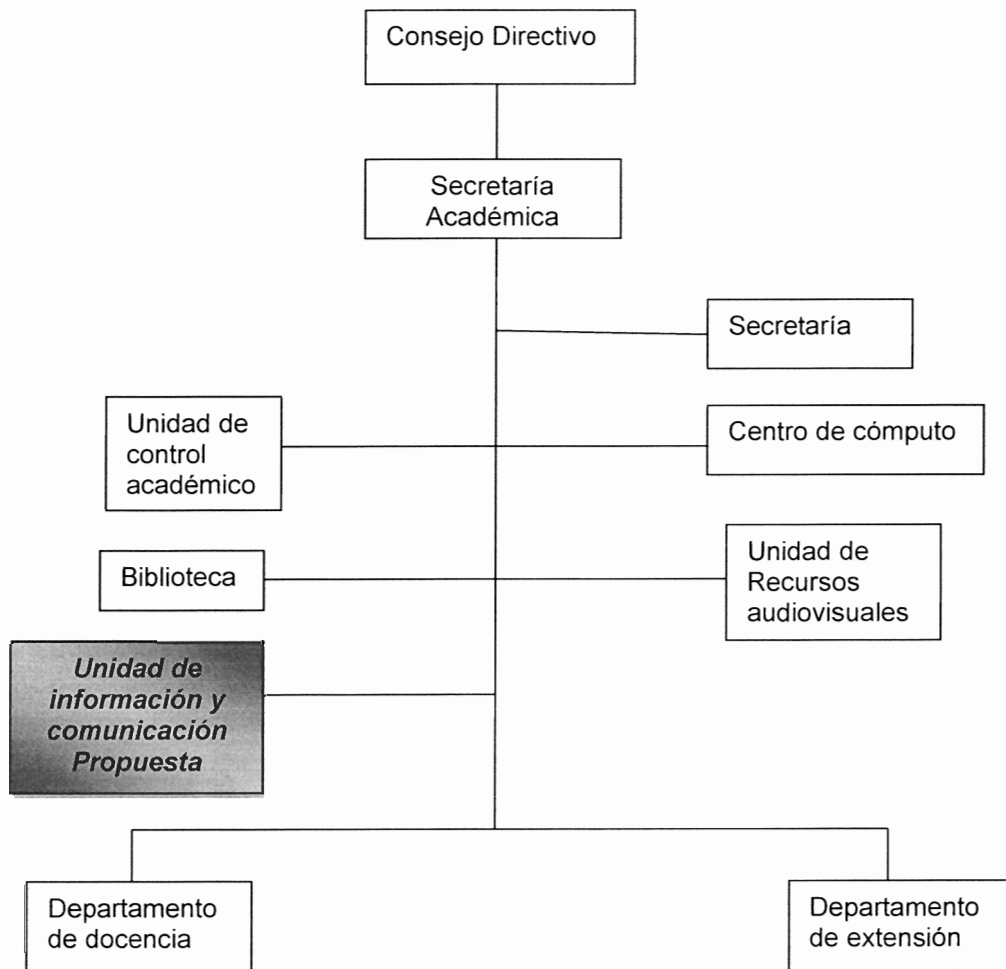 Consejo Directivo
Secretaría
Académica
Secretaría
Unidad de
control
académico
Centro de cómputo
Biblioteca
Unidad de
Recursos
audiovisuales
Unidad de
información y
comunicación
Propuesta
Departamento
de docencia
Departamento
de extensión